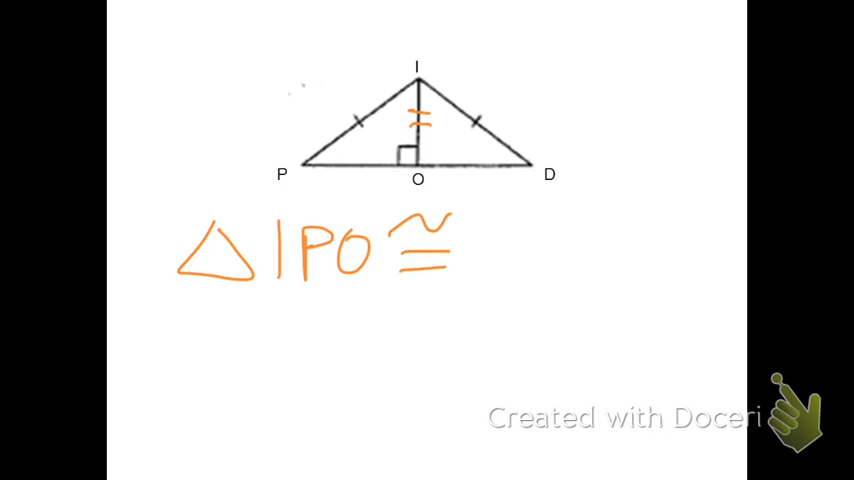 I
P
O
D
△ IPO ≅
Created with Doceri